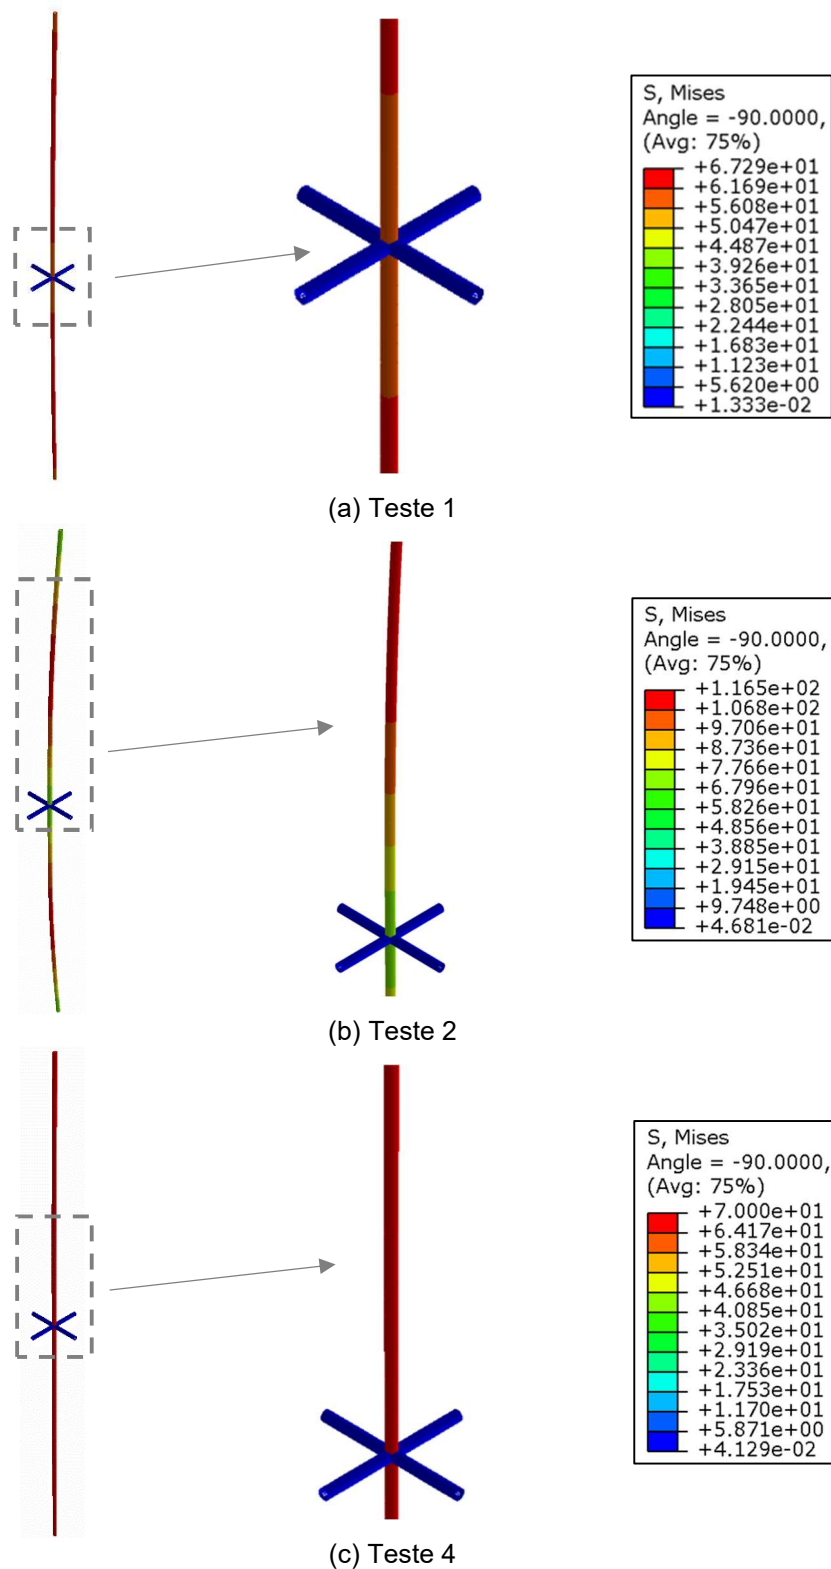 S, Mises
Angle = -90.0000,
(Avg: 75%)
+6.729e+01
+6.169e+01
+5.608e+01
+5.047e+01
+4.487e+01
+3.926e+01
+3.365e+01
+2.805e+01
+2.244e+01
+1.683e+01
+1.123e+01
+5.620e+00
+1.333e-02
(a) Teste 1
S, Mises
Angle = -90.0000,
(Avg: 75%)
+1.165e+02
+1.068e+02
+9.706e+01
+8.736e+01
+7.766e+01
+6.796e+01
+5.826e+01
+4.856e+01
+3.885e+01
+2.915e+01
+1.945e+01
+9.748e+00
+4.681e-02
(b) Teste 2
S, Mises
Angle = -90.0000,
(Avg: 75%)
+7.000e+01
+6.417e+01
+5.834e+01
+5.251e+01
+4.668e+01
+4.085e+01
+3.502e+01
+2.919e+01
+2.336e+01
+1.753e+01
+1.170e+01
+5.871e+00
+4.129e-02
(c) Teste 4